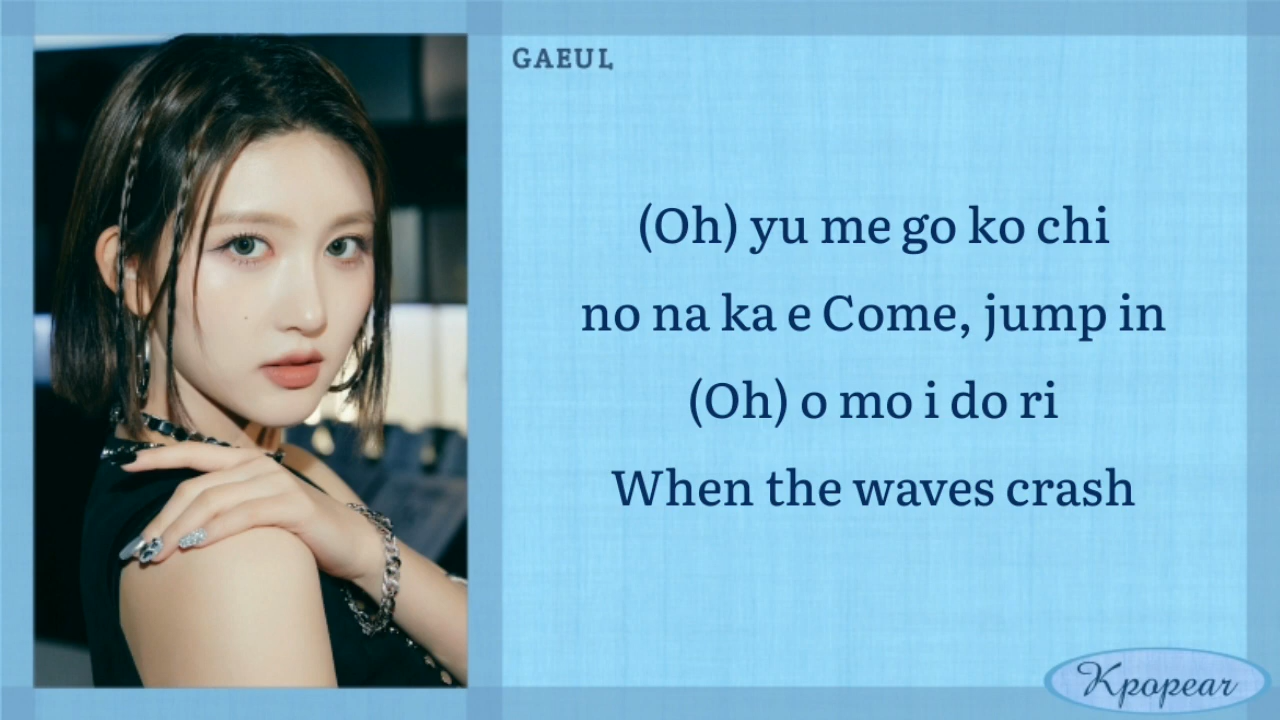 GAEUL
(Oh) yu me go ko chi
no na ka e Come, jump in
(Oh) o mo i do ri
When the waves crash
Kpopear